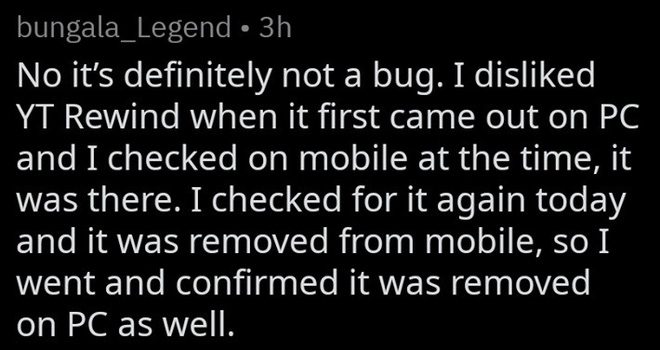 bungala_Legend • 3h
No it’s definitely not a bug. I disliked
YT Rewind when it first came out on PC
and I checked on mobile at the time, it
was there. I checked for it again today
and it was removed from mobile, so I
went and confirmed it was removed
on PC as well.